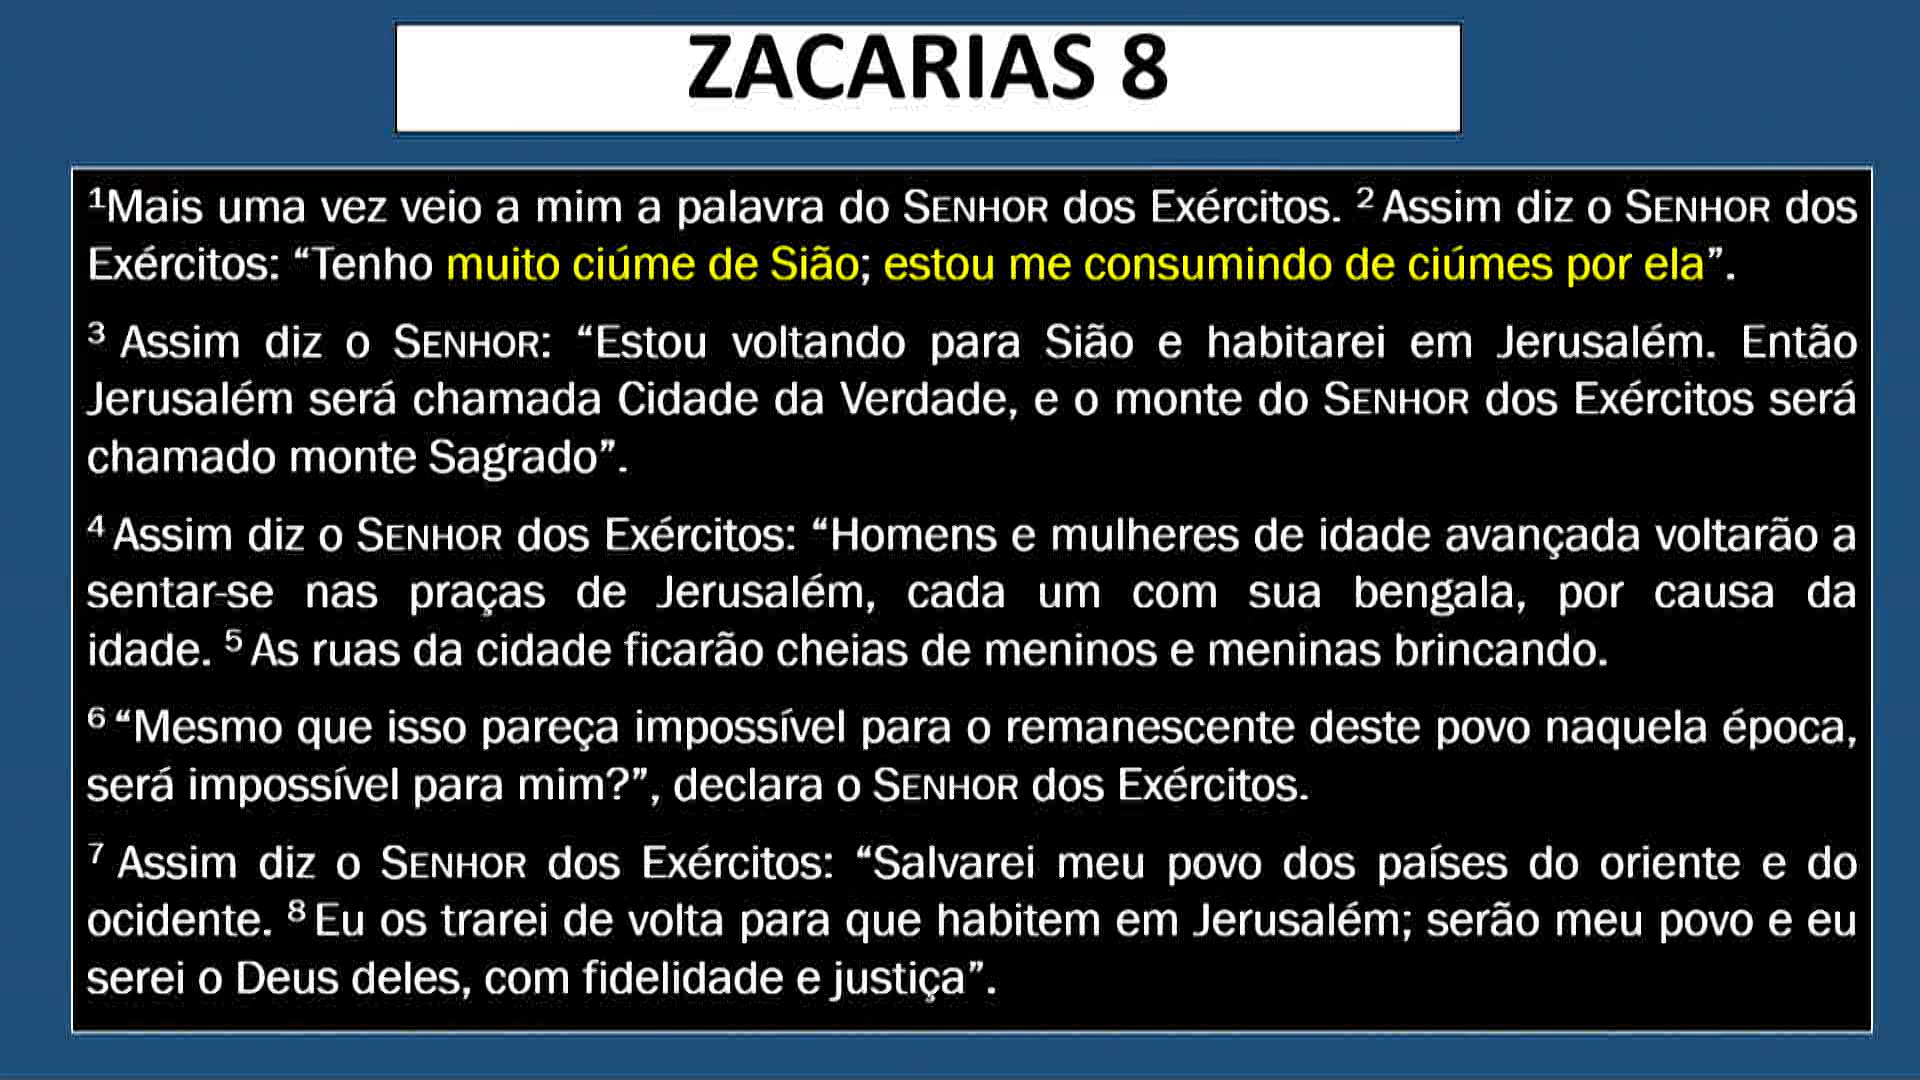 ZACARIAS 8
¹Mais uma vez veio a mim a palavra do SENHOR dos Exércitos. ² Assim diz o SENHOR dos
Exércitos: “Tenho muito ciúme de Sião; estou me consumindo de ciúmes por ela”.
³ Assim diz o SENHOR: “Estou voltando para Sião e habitarei em Jerusalém. Então
Jerusalém será chamada Cidade da Verdade, e o monte do SENHOR dos Exércitos será
chamado monte Sagrado”.
⁴ Assim diz o SENHOR dos Exércitos: “Homens e mulheres de idade avançada voltarão a
sentar-se nas praças de Jerusalém, cada um com sua bengala, por causa da
idade. ⁵ As ruas da cidade ficarão cheias de meninos e meninas brincando.
⁶ “Mesmo que isso pareça impossível para o remanescente deste povo naquela época,
será impossível para mim?”, declara o SENHOR dos Exércitos.
⁷ Assim diz o SENHOR dos Exércitos: “Salvarei meu povo dos países do oriente e do
ocidente. ⁸ Eu os trarei de volta para que habitem em Jerusalém; serão meu povo e eu
serei o Deus deles, com fidelidade e justiça”.